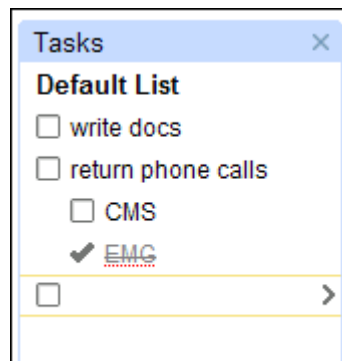 Tasks
Default List
write docs
return phone calls
CMS
EMG